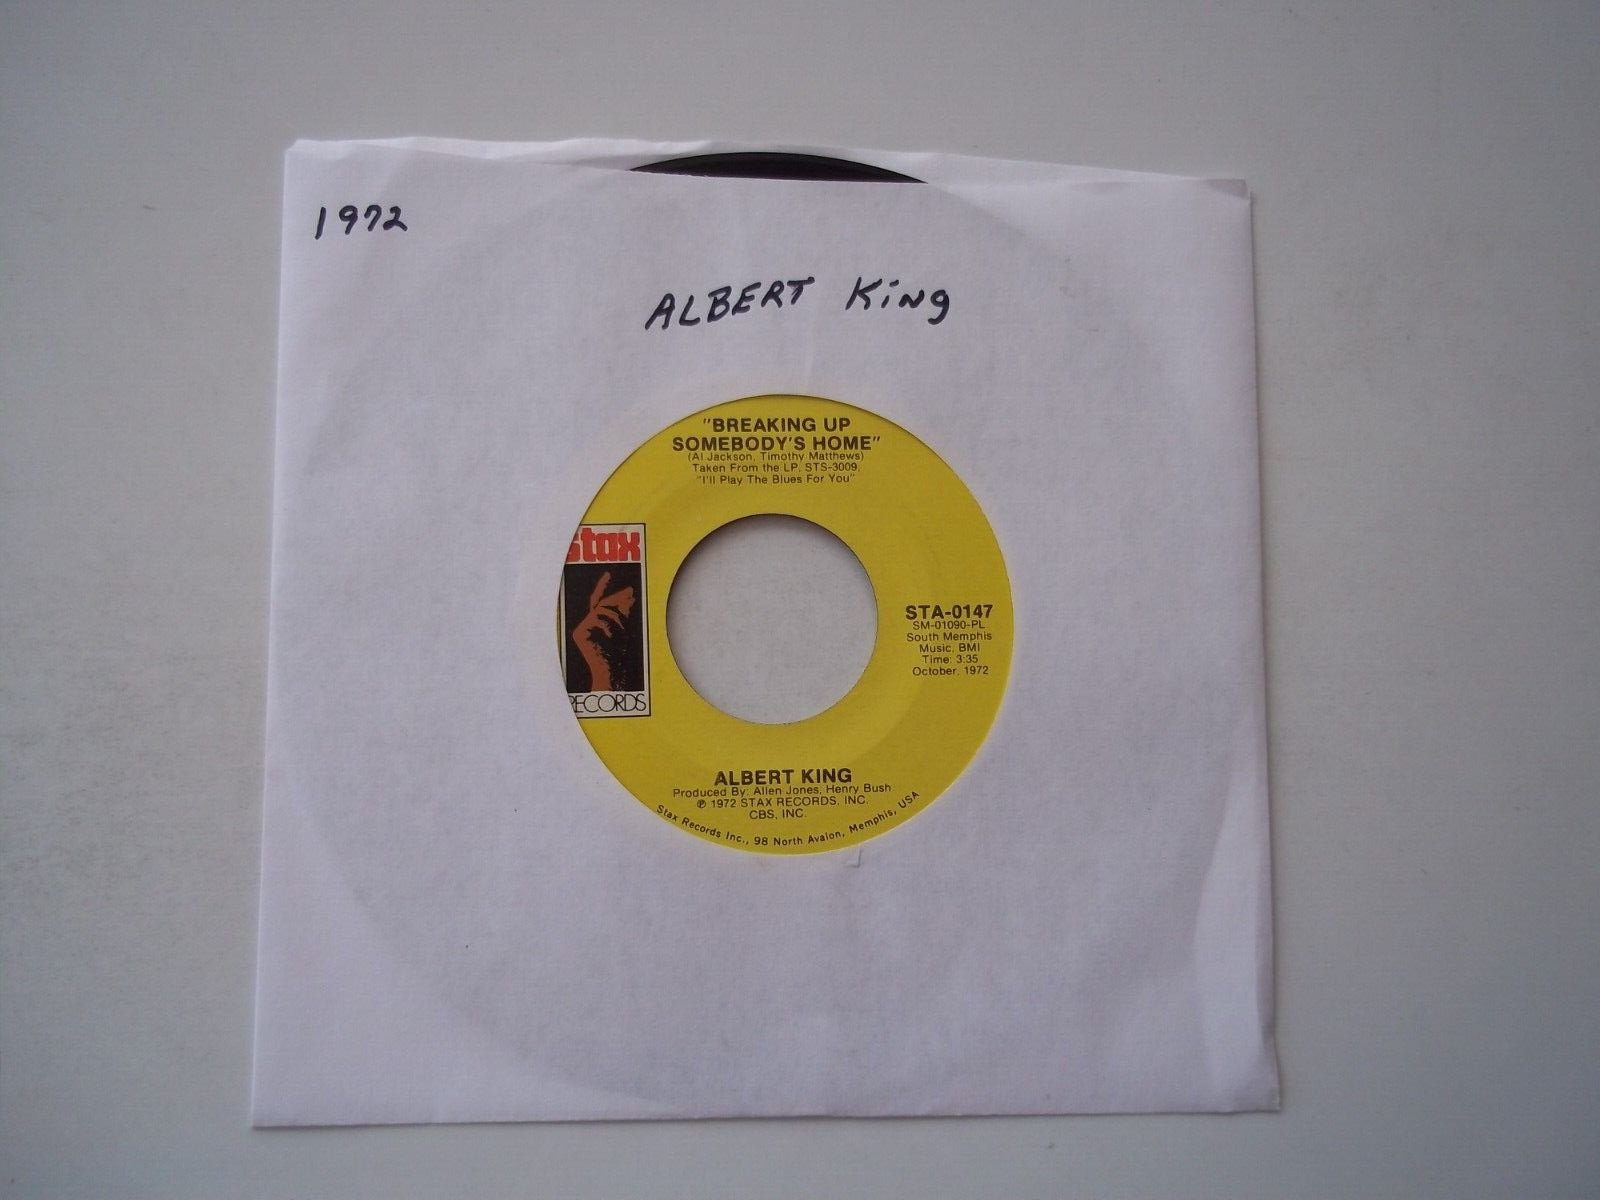 1972
ALBERT King
"BREAKING UP
SOMEBODY'S HOME"
(Al Jackson, Timothy Matthews)
Taken From the LP, STS-3009,
"I'll Play The Blues For You"
stax
RECORDS
STA-0147
SM-01090-PL
South Memphis
Music, BMI
Time: 3:35
October, 1972
ALBERT KING
Produced By: Allen Jones, Henry Bush
℗ 1972 STAX RECORDS, INC.
CBS, INC.
Stax Records Inc., 98 North Avalon, Memphis, USA